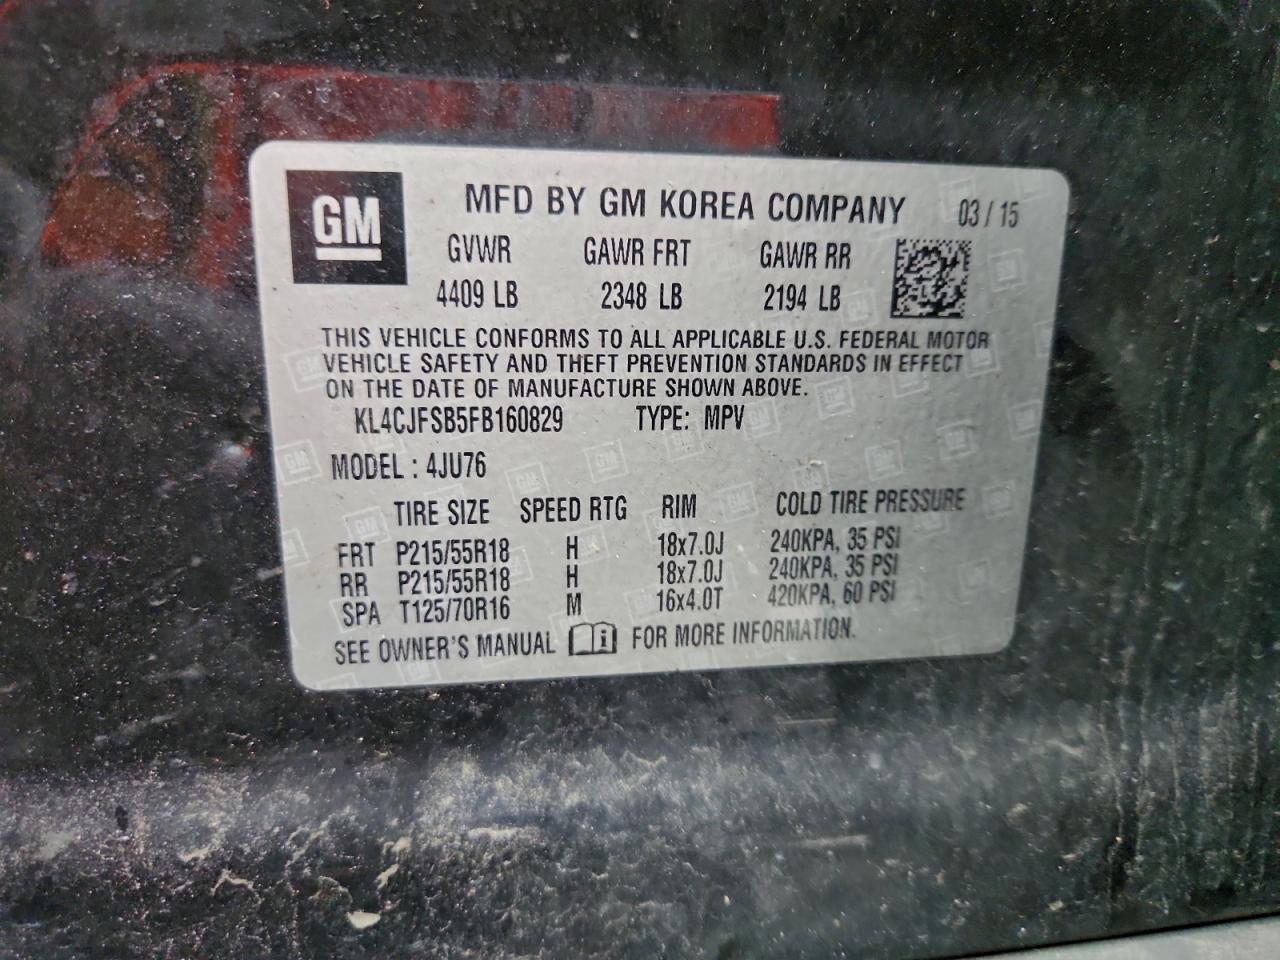 GM
MFD BY GM KOREA COMPANY 03 / 15
GVWR GAWR FRT GAWR RR
4409 LB 2348 LB 2194 LB
THIS VEHICLE CONFORMS TO ALL APPLICABLE U.S. FEDERAL MOTOR
VEHICLE SAFETY AND THEFT PREVENTION STANDARDS IN EFFECT
ON THE DATE OF MANUFACTURE SHOWN ABOVE.
KL4CJFSB5FB160829 TYPE: MPV
MODEL : 4JU76
TIRE SIZE SPEED RTG RIM COLD TIRE PRESSURE
FRT P215/55R18 H 18x7.0J 240KPA, 35 PSI
RR P215/55R18 H 18x7.0J 240KPA, 35 PSI
SPA T125/70R16 M 16x4.0T 420KPA, 60 PSI
SEE OWNER'S MANUAL FOR MORE INFORMATION.